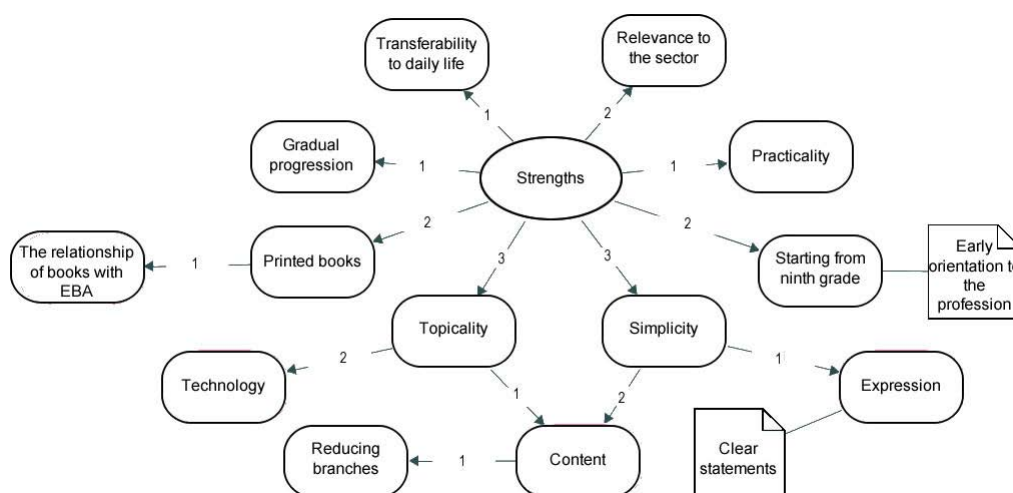 Transferability
to daily life
Relevance to
the sector
1
2
Gradual
progression
1
Strengths
1
Practicality
2
2
The relationship
of books with
EBA
1
Printed books
3
3
Starting from
ninth grade
Early
orientation to
the
profession
Topicality
Simplicity
Technology
2
1
Expression
1
2
Reducing
branches
1
Content
Clear
statements